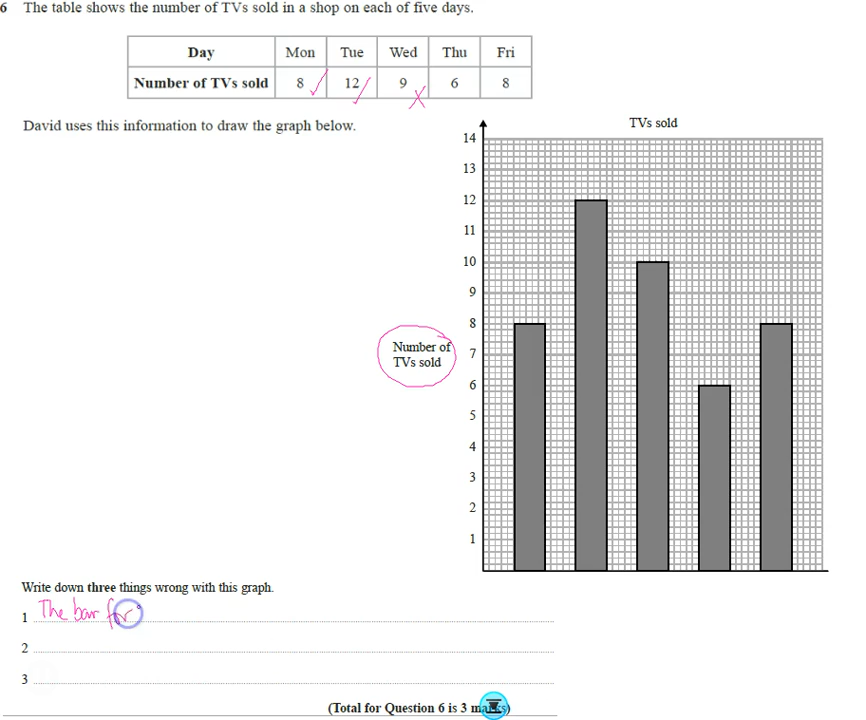 6 The table shows the number of TVs sold in a shop on each of five days.
Day Mon Tue Wed Thu Fri
Number of TVs sold 8 12 9 6 8
David uses this information to draw the graph below.
TVs sold
14
13
12
11
10
9
8
Number of
TVs sold
7
6
5
4
3
2
1
Write down three things wrong with this graph.
1 The bar for
2
3
(Total for Question 6 is 3 marks)